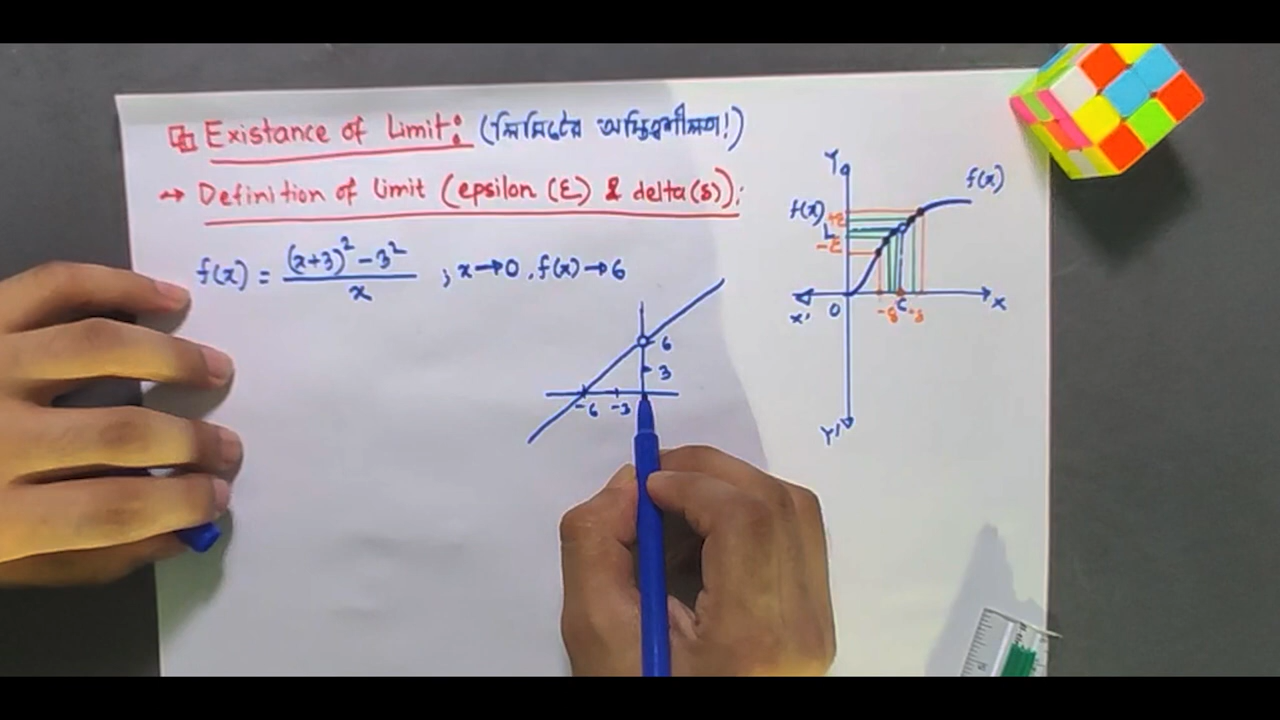 Existance of Limit: (লিমিটের অস্তিত্বশীলতা!)
→ Definition of limit (epsilon (ε) & delta(δ)):
f(x) = ((x+3)² - 3²)/x ; x→0, f(x)→6
6
3
-6 -3
Y
f(x)
f(x)
+ε
L
-ε
X' O -δ C +δ X
Y'